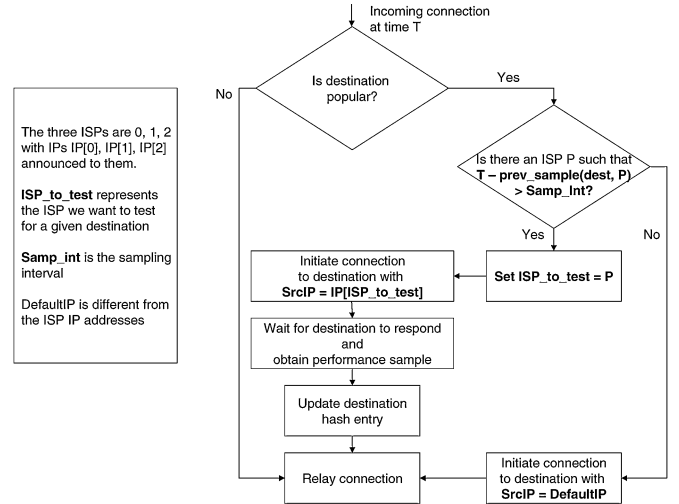 Incoming connection
at time T
Is destination
popular?
No
Yes
The three ISPs are 0, 1, 2
with IPs IP[0], IP[1], IP[2]
announced to them.
ISP_to_test represents
the ISP we want to test
for a given destination
Samp_int is the sampling
interval
DefaultIP is different from
the ISP IP addresses
Is there an ISP P such that
T – prev_sample(dest, P)
> Samp_Int?
Yes
No
Set ISP_to_test = P
Initiate connection
to destination with
SrcIP = IP[ISP_to_test]
Wait for destination to respond
and
obtain performance sample
Update destination
hash entry
Relay connection
Initiate connection
to destination with
SrcIP = DefaultIP